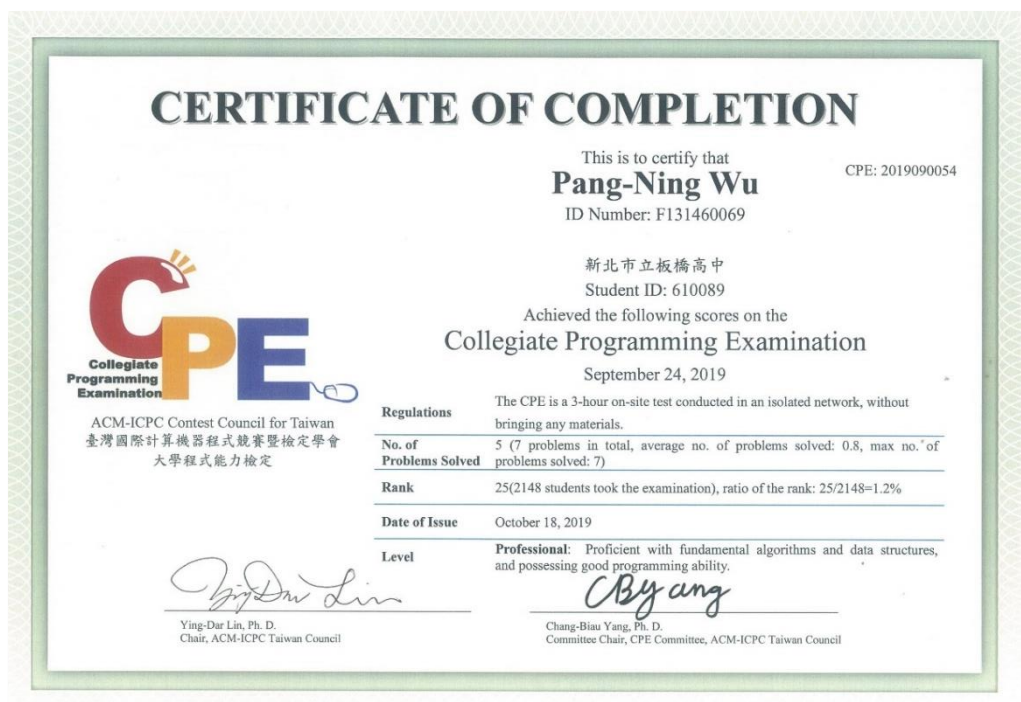 CERTIFICATE OF COMPLETION
This is to certify that
Pang-Ning Wu
CPE: 2019090054
ID Number: F131460069
新北市立板橋高中
Student ID: 610089
Achieved the following scores on the
Collegiate Programming Examination
September 24, 2019
CPE
Collegiate
Programming
Examination
ACM-ICPC Contest Council for Taiwan
臺灣國際計算機器程式競賽暨檢定學會
大學程式能力檢定
Regulations
The CPE is a 3-hour on-site test conducted in an isolated network, without
bringing any materials.
No. of
Problems Solved
5 (7 problems in total, average no. of problems solved: 0.8, max no. of
problems solved: 7)
Rank
25(2148 students took the examination), ratio of the rank: 25/2148=1.2%
Date of Issue
October 18, 2019
Level
Professional: Proficient with fundamental algorithms and data structures,
and possessing good programming ability.
Ying-Dar Lin
CBYang
Ying-Dar Lin, Ph. D.
Chair, ACM-ICPC Taiwan Council
Chang-Biau Yang, Ph. D.
Committee Chair, CPE Committee, ACM-ICPC Taiwan Council